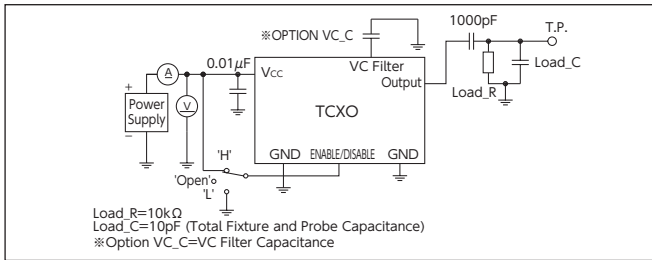 ※OPTION VC_C
1000pF
T.P.
A
0.01μF
VCC
VC Filter
Output
Load_C
Load_R
+
V
Power
Supply
−
TCXO
GND
ENABLE/DISABLE
GND
'H'
'Open'
'L'
Load_R=10kΩ
Load_C=10pF (Total Fixture and Probe Capacitance)
※Option VC_C=VC Filter Capacitance